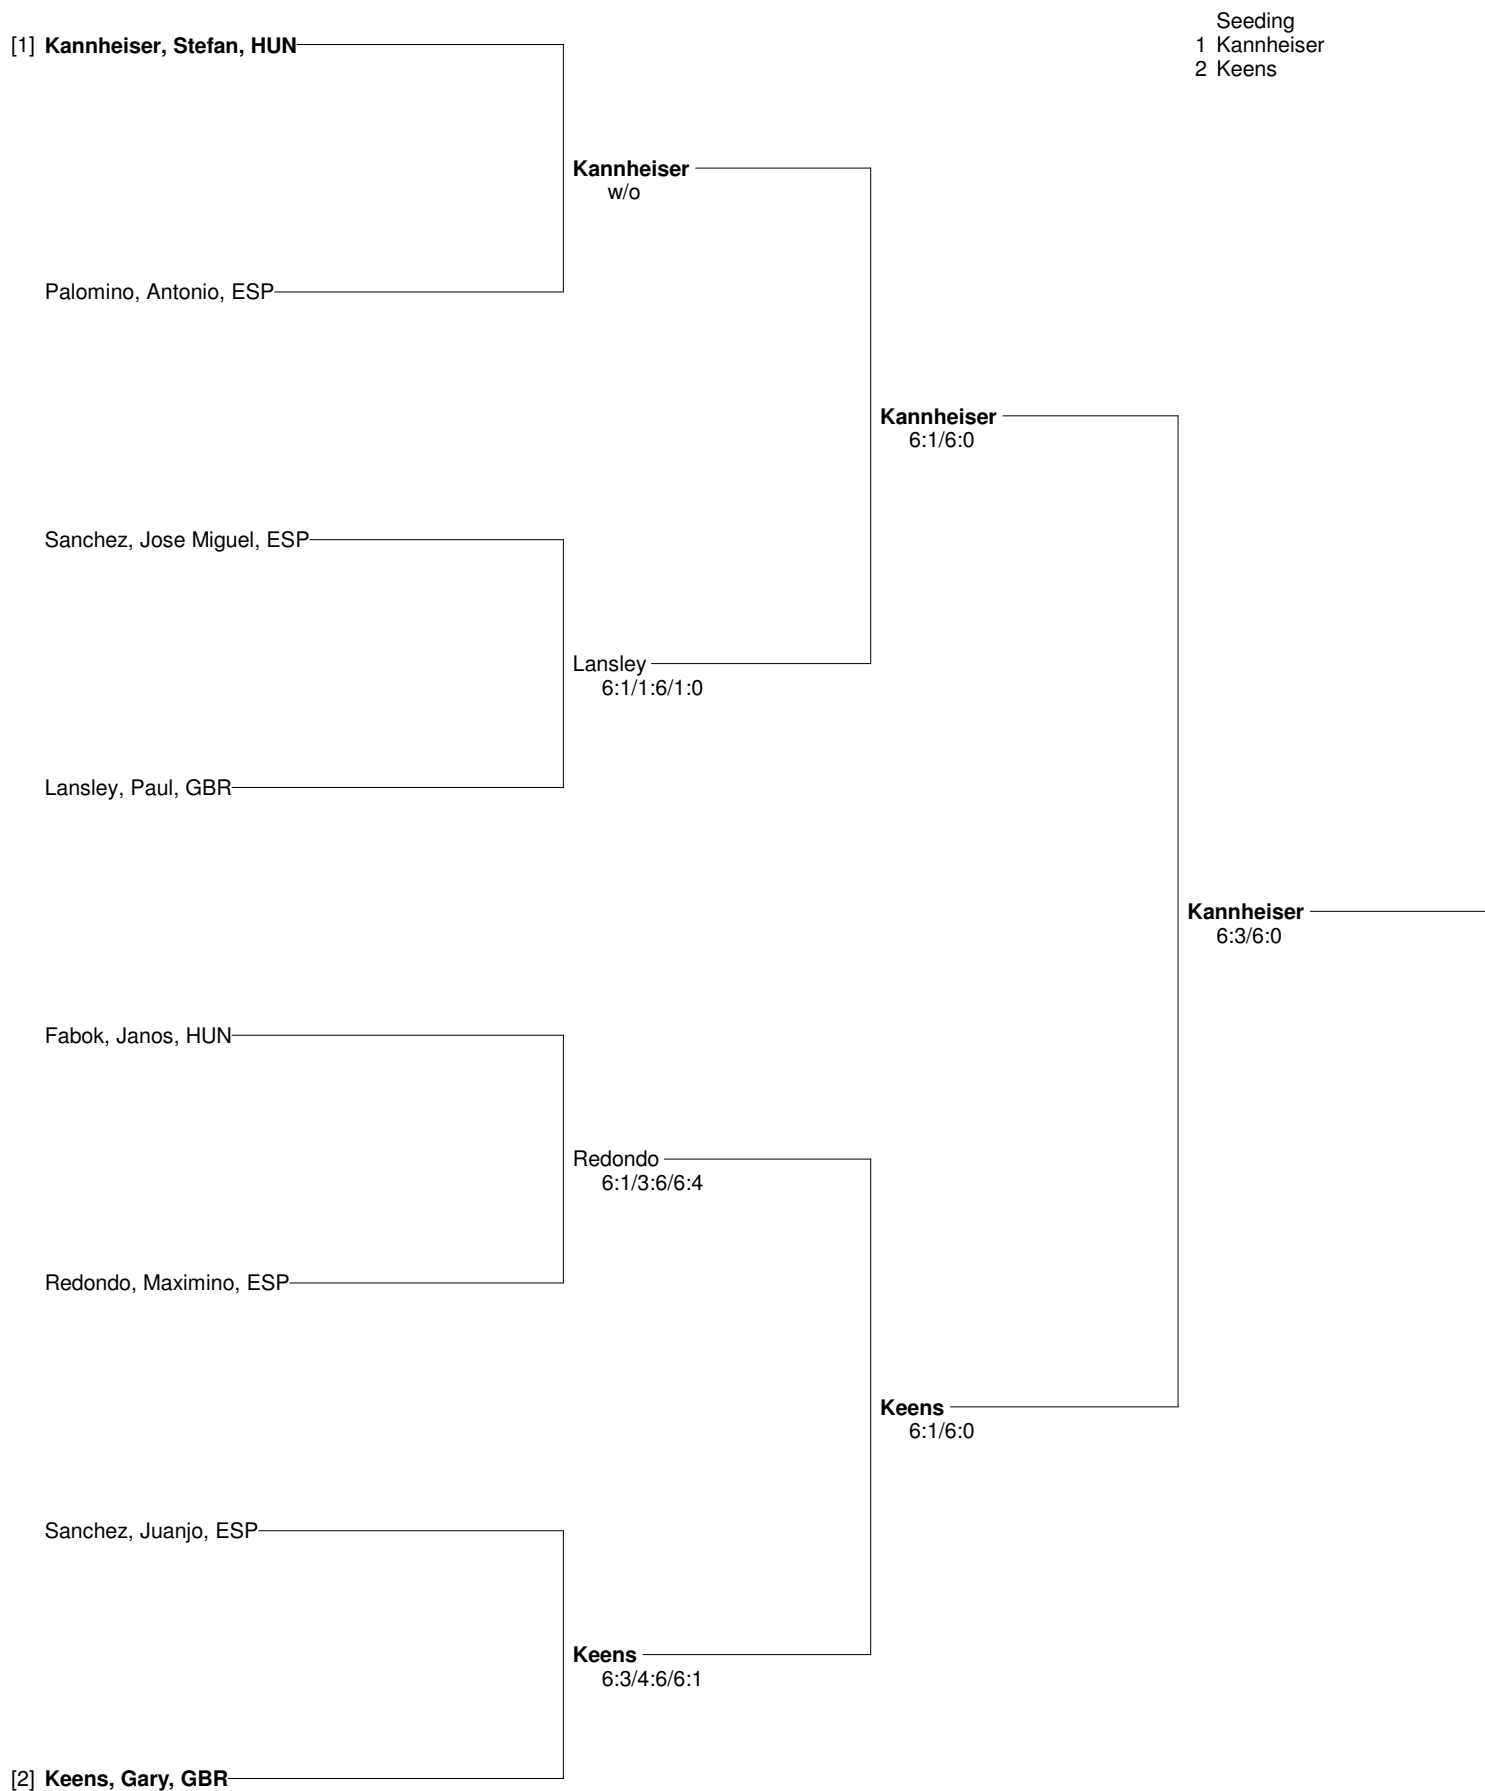 Seeding
1 Kannheiser
2 Keens
[1] Kannheiser, Stefan, HUN
Kannheiser
w/o
Palomino, Antonio, ESP
Kannheiser
6:1/6:0
Sanchez, Jose Miguel, ESP
Lansley
6:1/1:6/1:0
Lansley, Paul, GBR
Kannheiser
6:3/6:0
Fabok, Janos, HUN
Redondo
6:1/3:6/6:4
Redondo, Maximino, ESP
Keens
6:1/6:0
Sanchez, Juanjo, ESP
Keens
6:3/4:6/6:1
[2] Keens, Gary, GBR